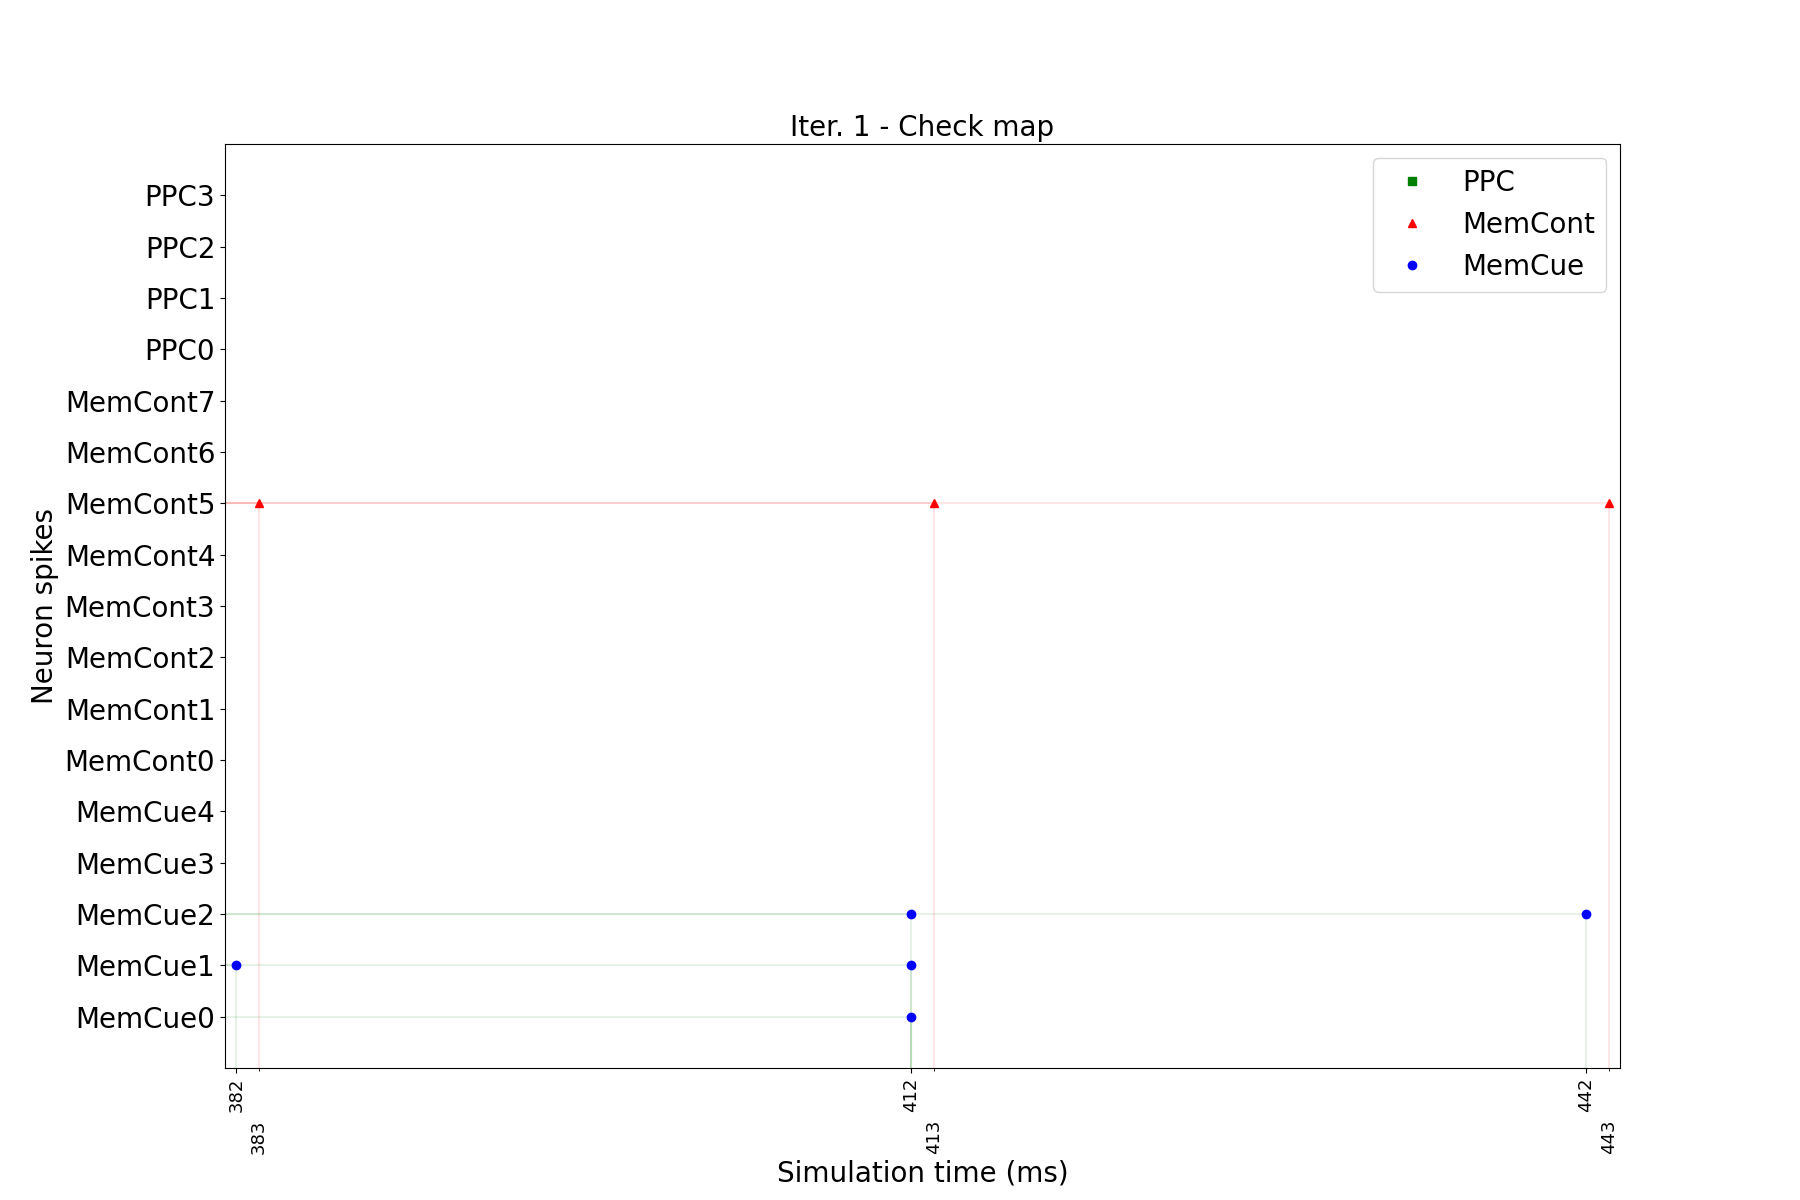 Iter. 1 - Check map
PPC
MemCont
MemCue
PPC3
PPC2
PPC1
PPC0
MemCont7
MemCont6
MemCont5
MemCont4
MemCont3
MemCont2
MemCont1
MemCont0
MemCue4
MemCue3
MemCue2
MemCue1
MemCue0
Neuron spikes
382
383
412
413
442
443
Simulation time (ms)